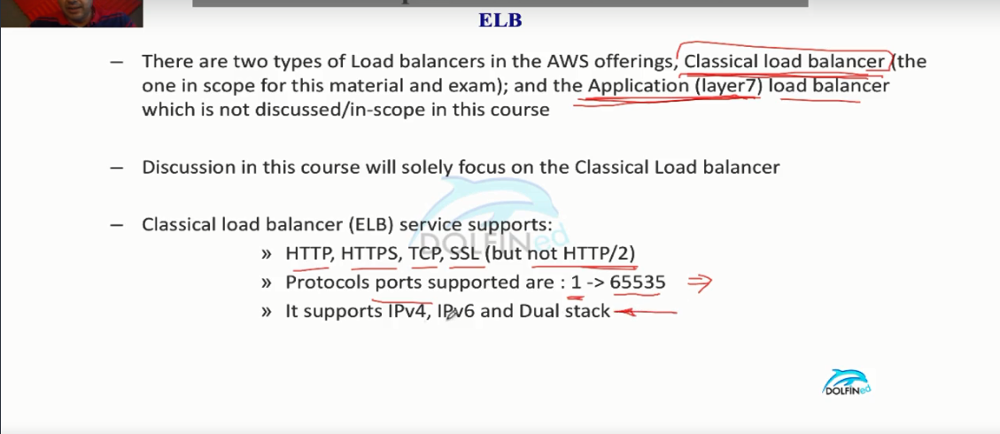 ELB
– There are two types of Load balancers in the AWS offerings, Classical load balancer (the
one in scope for this material and exam); and the Application (layer7) load balancer
which is not discussed/in-scope in this course
– Discussion in this course will solely focus on the Classical Load balancer
– Classical load balancer (ELB) service supports:
» HTTP, HTTPS, TCP, SSL (but not HTTP/2)
» Protocols ports supported are : 1 -> 65535
» It supports IPv4, IPv6 and Dual stack
DOLFINed
DOLFINed